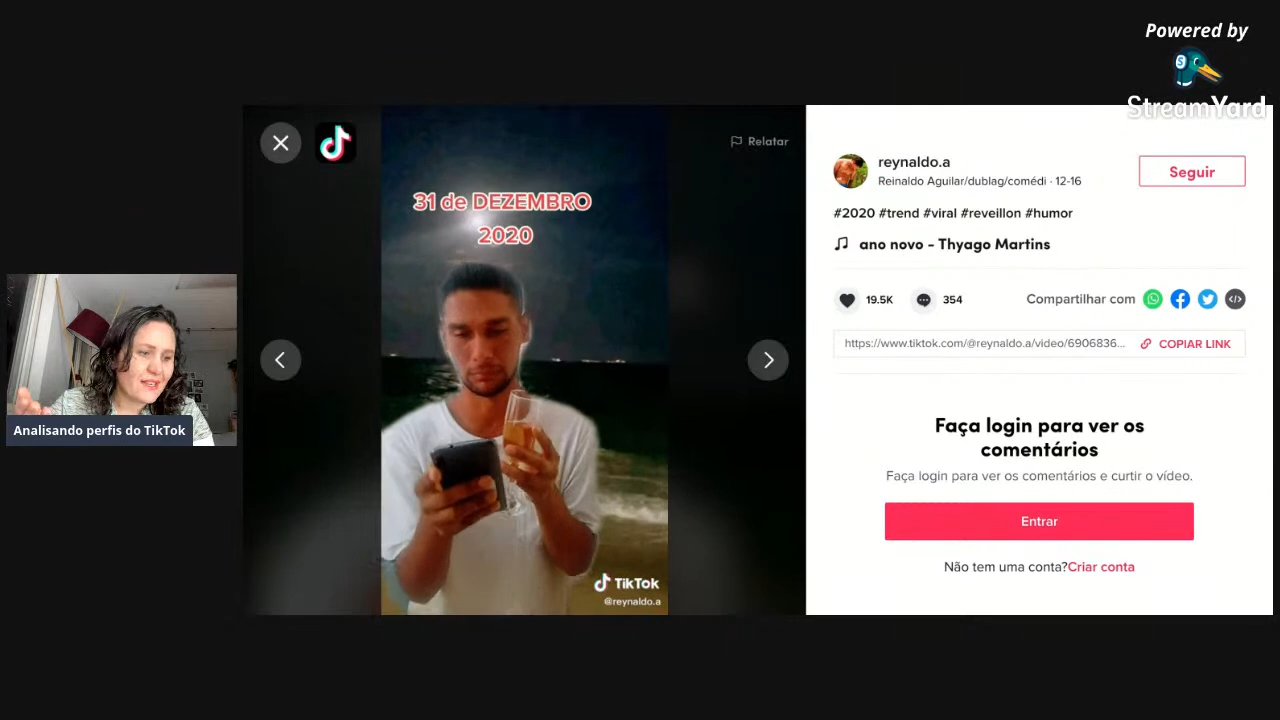 Powered by
StreamYard
Relatar
31 de DEZEMBRO
2020
TikTok
@reynaldo.a
Analisando perfis do TikTok
reynaldo.a
Reinaldo Aguilar/dublag/comédi · 12-16
Seguir
#2020 #trend #viral #reveillon #humor
ano novo - Thyago Martins
19.5K
354
Compartilhar com
https://www.tiktok.com/@reynaldo.a/video/6906836...
COPIAR LINK
Faça login para ver os
comentários
Faça login para ver os comentários e curtir o vídeo.
Entrar
Não tem uma conta?Criar conta